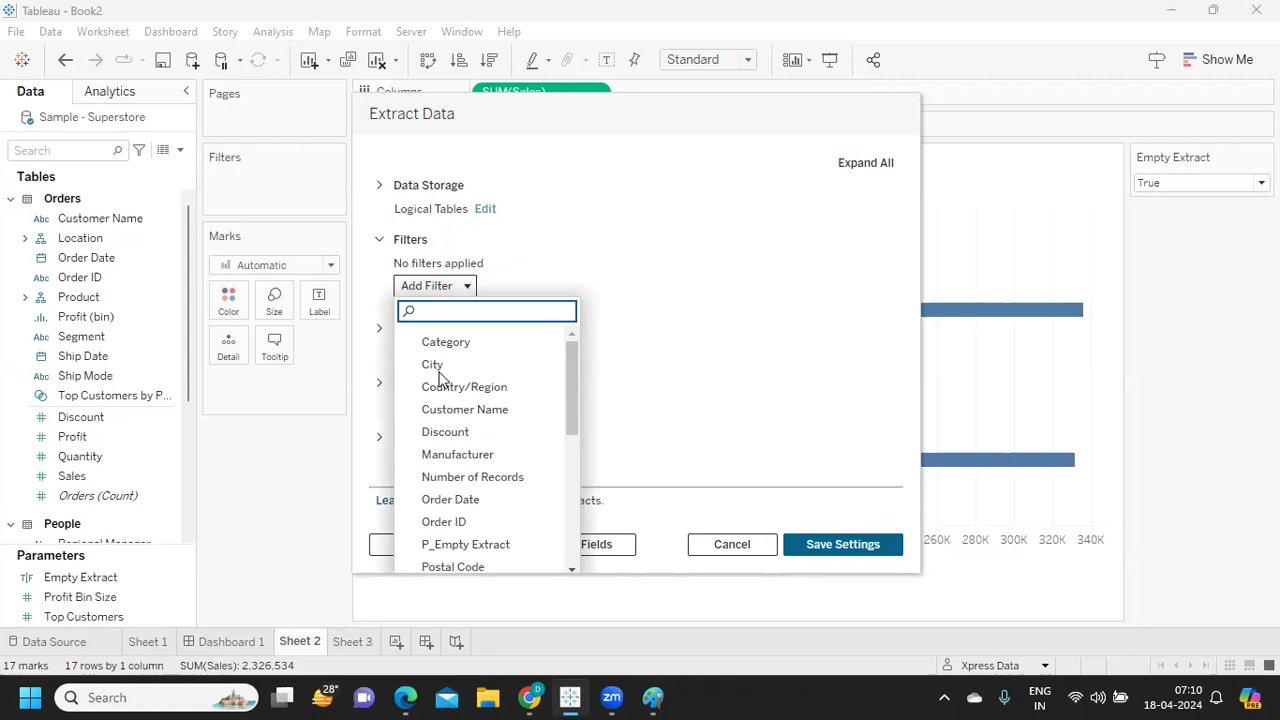 Tableau - Book2
File Data Worksheet Dashboard Story Analysis Map Format Server Window Help
Standard
Show Me
Data Analytics
Sample - Superstore
Search
Tables
Orders
Abc Customer Name
Location
Order Date
Abc Order ID
Product
Profit (bin)
Abc Segment
Ship Date
Abc Ship Mode
Top Customers by P...
Discount
Profit
Quantity
Sales
Orders (Count)
People
Parameters
Empty Extract
Profit Bin Size
Top Customers
Pages
Filters
Marks
Automatic
Color Size Label
Detail Tooltip
Columns SUM(Sales)
Extract Data
Expand All
Data Storage
Logical Tables Edit
Filters
No filters applied
Add Filter
Category
City
Country/Region
Customer Name
Discount
Manufacturer
Number of Records
Order Date
Order ID
P_Empty Extract
Postal Code
Fields
Cancel
Save Settings
Empty Extract
True
260K 280K 300K 320K 340K
Data Source Sheet 1 Dashboard 1 Sheet 2 Sheet 3
17 marks 17 rows by 1 column SUM(Sales): 2,326,534
Xpress Data
Search
28°
ENG
IN
07:10
18-04-2024